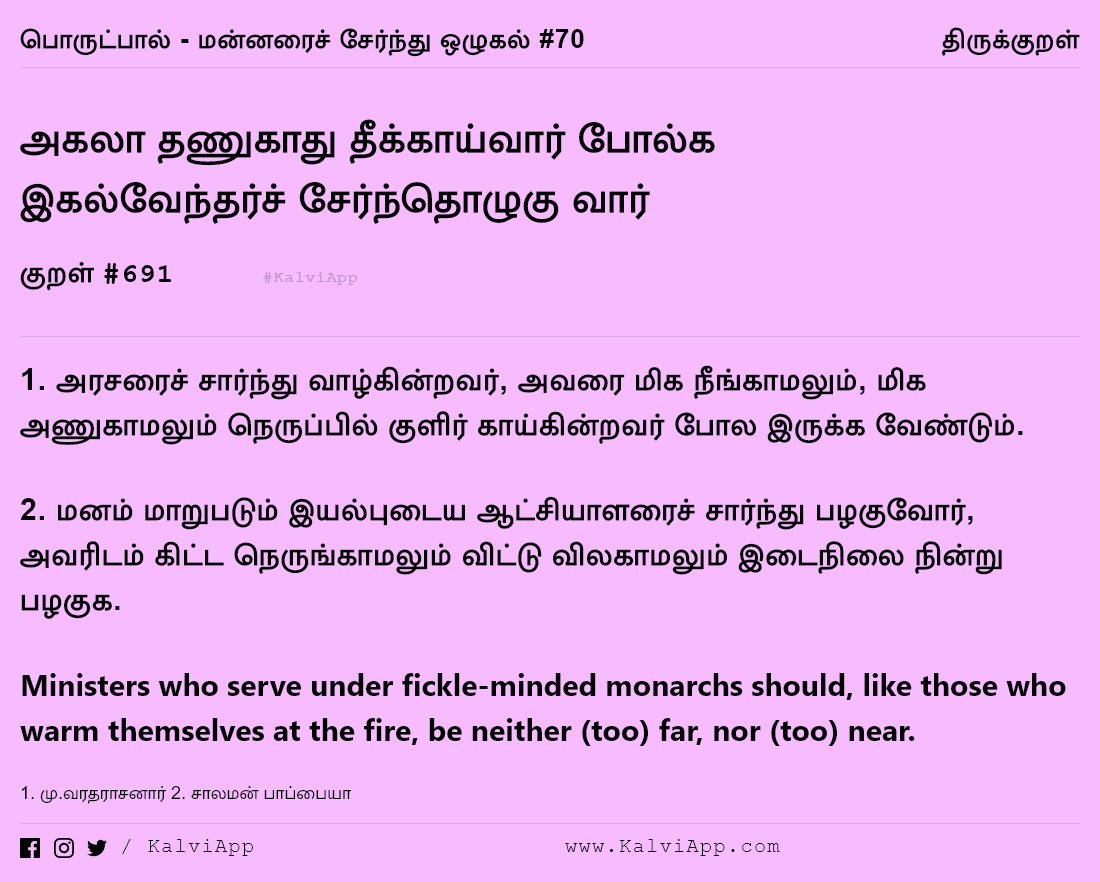 பொருட்பால் - மன்னரைச் சேர்ந்து ஒழுகல் #70 திருக்குறள்
அகலா தணுகாது தீக்காய்வார் போல்க
இகல்வேந்தர்ச் சேர்ந்தொழுகு வார்
குறள் #691 #KalviApp
1. அரசரைச் சார்ந்து வாழ்கின்றவர், அவரை மிக நீங்காமலும், மிக
அணுகாமலும் நெருப்பில் குளிர் காய்கின்றவர் போல இருக்க வேண்டும்.
2. மனம் மாறுபடும் இயல்புடைய ஆட்சியாளரைச் சார்ந்து பழகுவோர்,
அவரிடம் கிட்ட நெருங்காமலும் விட்டு விலகாமலும் இடைநிலை நின்று
பழகுக.
Ministers who serve under fickle-minded monarchs should, like those who
warm themselves at the fire, be neither (too) far, nor (too) near.
1. மு.வரதராசனார் 2. சாலமன் பாப்பையா
/ KalviApp www.KalviApp.com